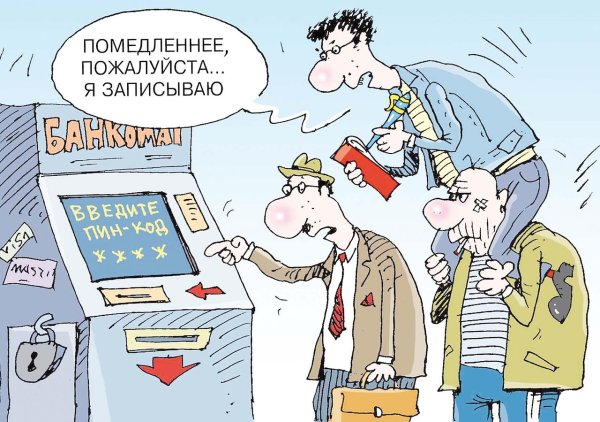 ПОМЕДЛЕННЕЕ,
ПОЖАЛУЙСТА...
Я ЗАПИСЫВАЮ
БАНКОМАТ
ВВЕДИТЕ
ПИН-КОД
* * * *
VISA